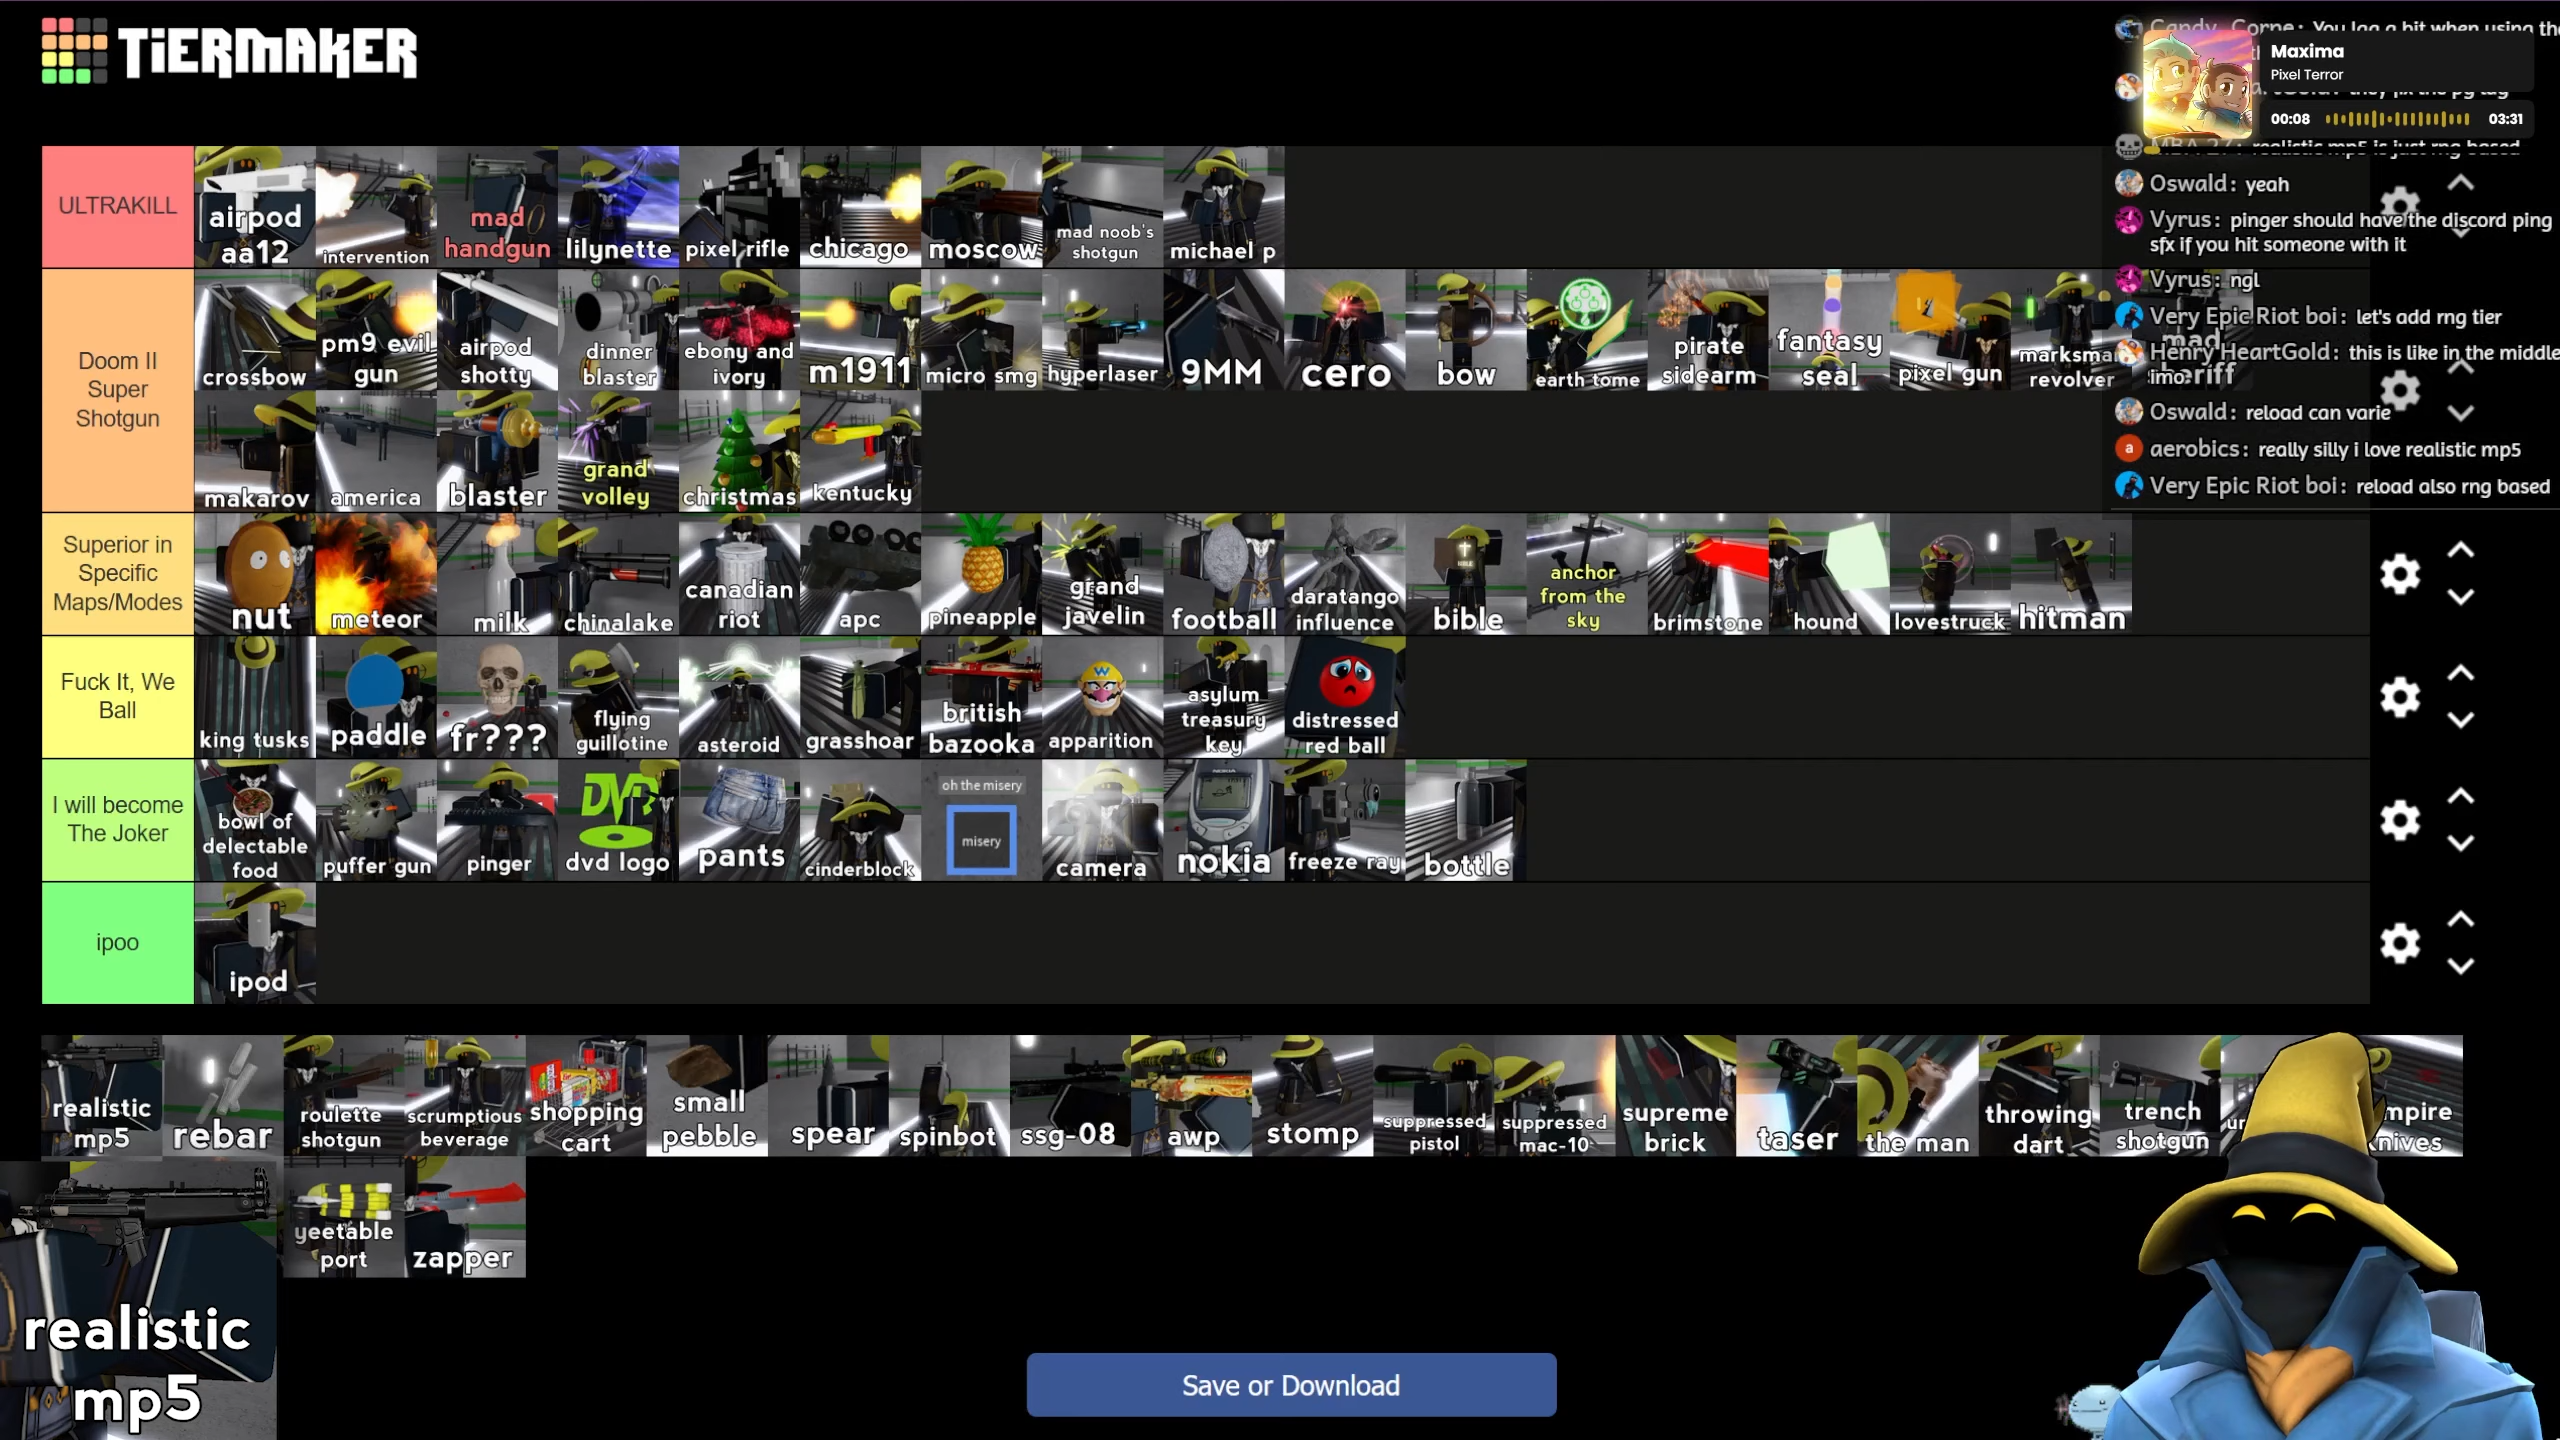 TiERMAKER
Maxima
Pixel Terror
00:08
03:31
Oswald: yeah
Vyrus: pinger should have the discord ping
sfx if you hit someone with it
Vyrus: ngl
Very Epic Riot boi: let's add rng tier
Henry HeartGold: this is like in the middle
imo
Oswald: reload can varie
aerobics: really silly i love realistic mp5
Very Epic Riot boi: reload also rng based
ULTRAKILL
airpod
aa12
intervention
mad
handgun
lilynette
pixel rifle
chicago
moscow
mad noob's
shotgun
michael p
Doom II
Super
Shotgun
crossbow
pm9 evil
gun
airpod
shotty
dinner
blaster
ebony and
ivory
m1911
micro smg
hyperlaser
9MM
cero
bow
earth tome
pirate
sidearm
fantasy
seal
pixel gun
marksman
revolver
mad
sheriff
makarov
america
blaster
grand
volley
christmas
kentucky
Superior in
Specific
Maps/Modes
nut
meteor
milk
chinalake
canadian
riot
apc
pineapple
grand
javelin
football
daratango
influence
bible
anchor
from the
sky
brimstone
hound
lovestruck
hitman
Fuck It, We
Ball
king tusks
paddle
fr???
flying
guillotine
asteroid
grasshoar
british
bazooka
apparition
asylum
treasury
key
distressed
red ball
I will become
The Joker
bowl of
delectable
food
puffer gun
pinger
DVD
dvd logo
pants
cinderblock
oh the misery
misery
camera
NOKIA
nokia
freeze ray
bottle
ipoo
ipod
realistic
mp5
rebar
roulette
shotgun
scrumptious
beverage
shopping
cart
small
pebble
spear
spinbot
ssg-08
awp
stomp
suppressed
pistol
suppressed
mac-10
supreme
brick
taser
the man
throwing
dart
trench
shotgun
mpire
knives
yeetable
port
zapper
realistic
mp5
Save or Download